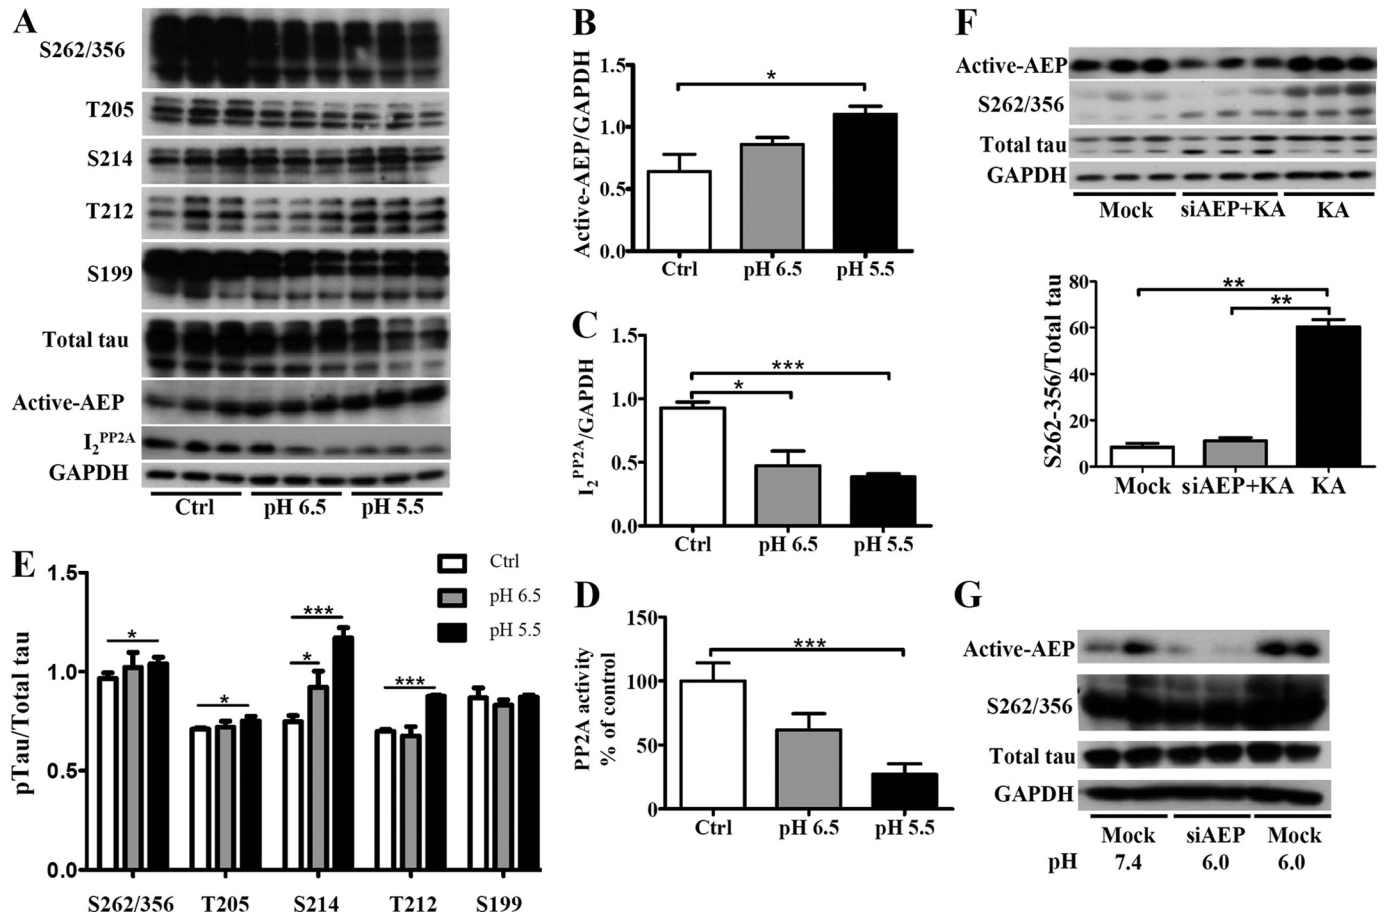 A
S262/356
T205
S214
T212
S199
Total tau
Active-AEP
I₂ᴾᴾ²ᴬ
GAPDH
Ctrl pH 6.5 pH 5.5
B
Active-AEP/GAPDH
1.5
1.0
0.5
0.0
*
Ctrl pH 6.5 pH 5.5
C
I₂ᴾᴾ²ᴬ/GAPDH
1.5
1.0
0.5
0.0
***
*
Ctrl pH 6.5 pH 5.5
D
PP2A activity
% of control
150
100
50
0
***
Ctrl pH 6.5 pH 5.5
E
pTau/Total tau
1.5
1.0
0.5
0.0
Ctrl
pH 6.5
pH 5.5
* * *** * ***
S262/356 T205 S214 T212 S199
F
Active-AEP
S262/356
Total tau
GAPDH
Mock siAEP+KA KA
S262-356/Total tau
80
60
40
20
0
**
**
Mock siAEP+KA KA
G
Active-AEP
S262/356
Total tau
GAPDH
Mock siAEP Mock
pH 7.4 6.0 6.0